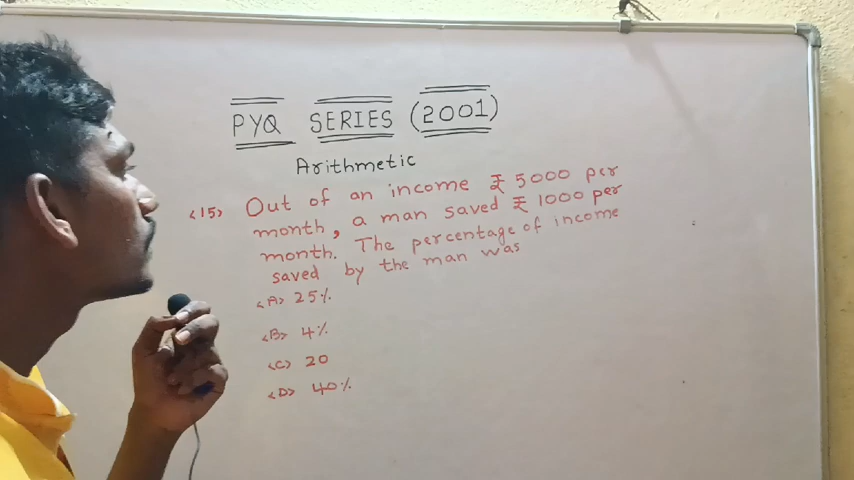 PYQ SERIES (2001)
Arithmetic
<15> Out of an income ₹ 5000 per
month, a man saved ₹ 1000 per
month. The percentage of income
saved by the man was
<A> 25%
<B> 4%
<C> 20
<D> 40%